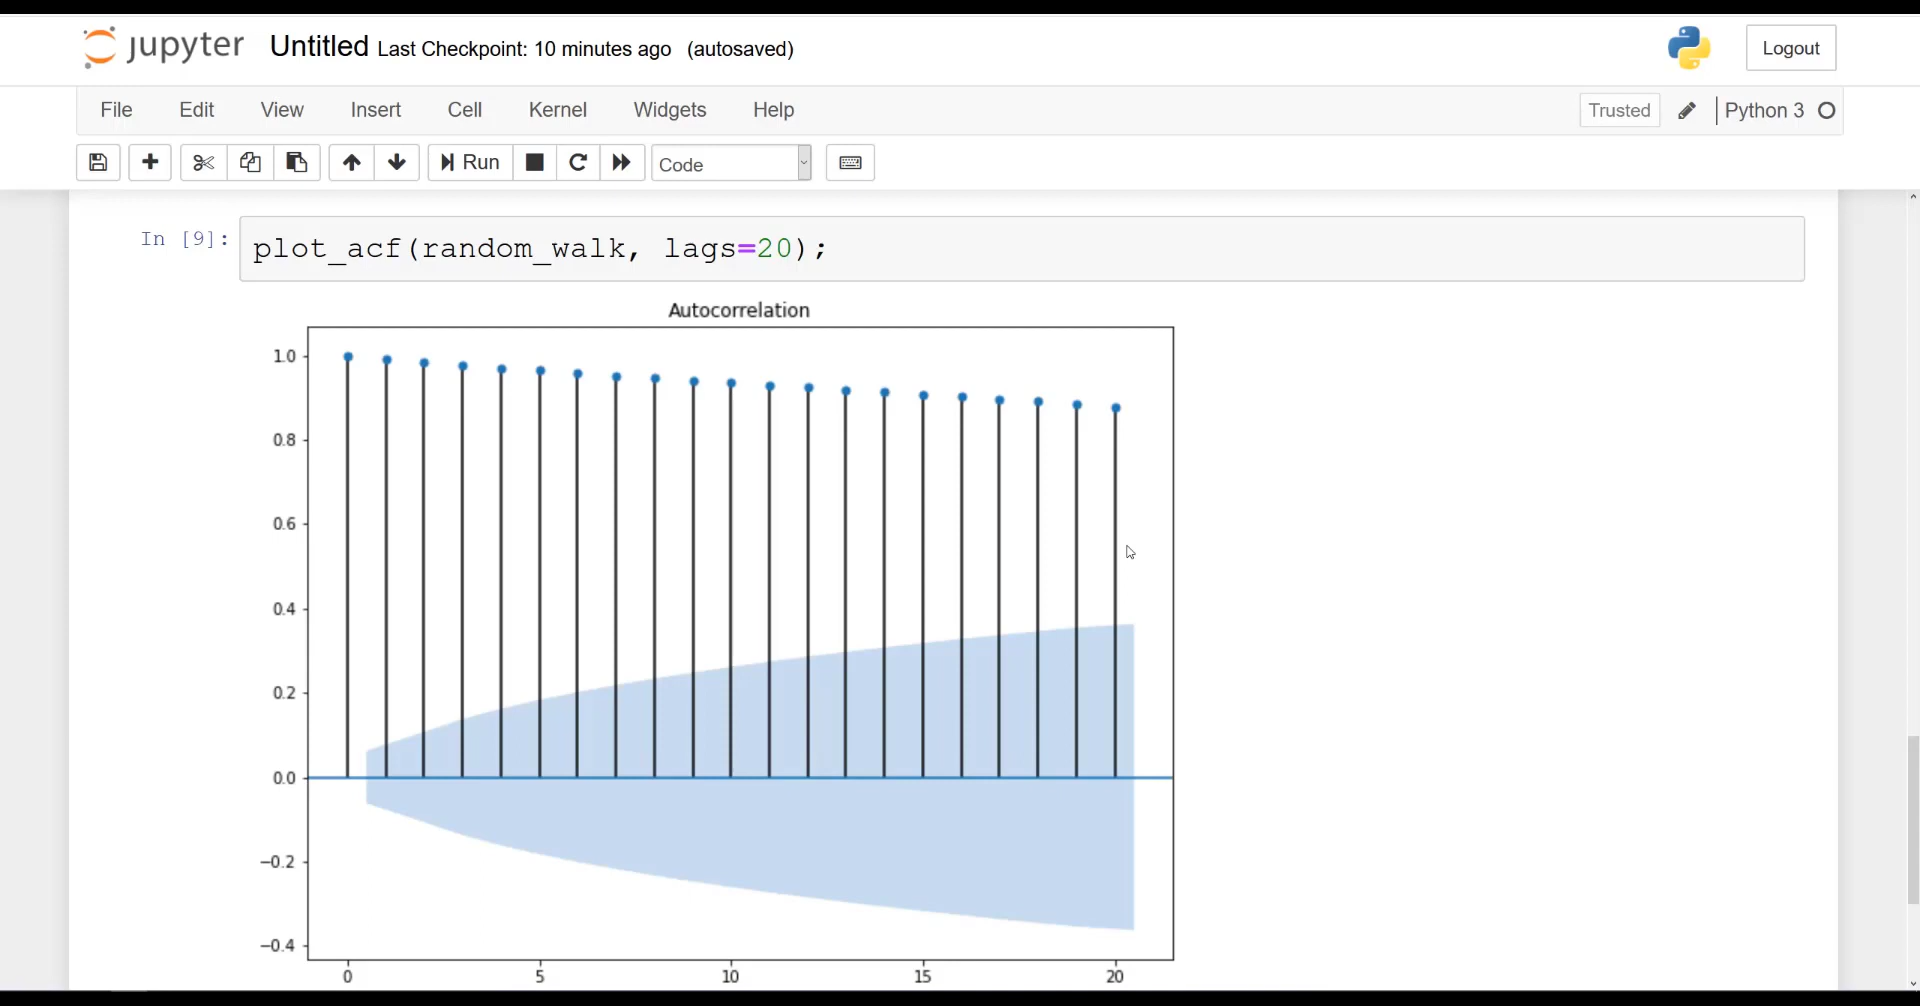 jupyter Untitled Last Checkpoint: 10 minutes ago (autosaved) Logout
File Edit View Insert Cell Kernel Widgets Help Trusted Python 3
Run Code
In [9]: plot_acf(random_walk, lags=20);
Autocorrelation
1.0
0.8
0.6
0.4
0.2
0.0
−0.2
−0.4
0 5 10 15 20